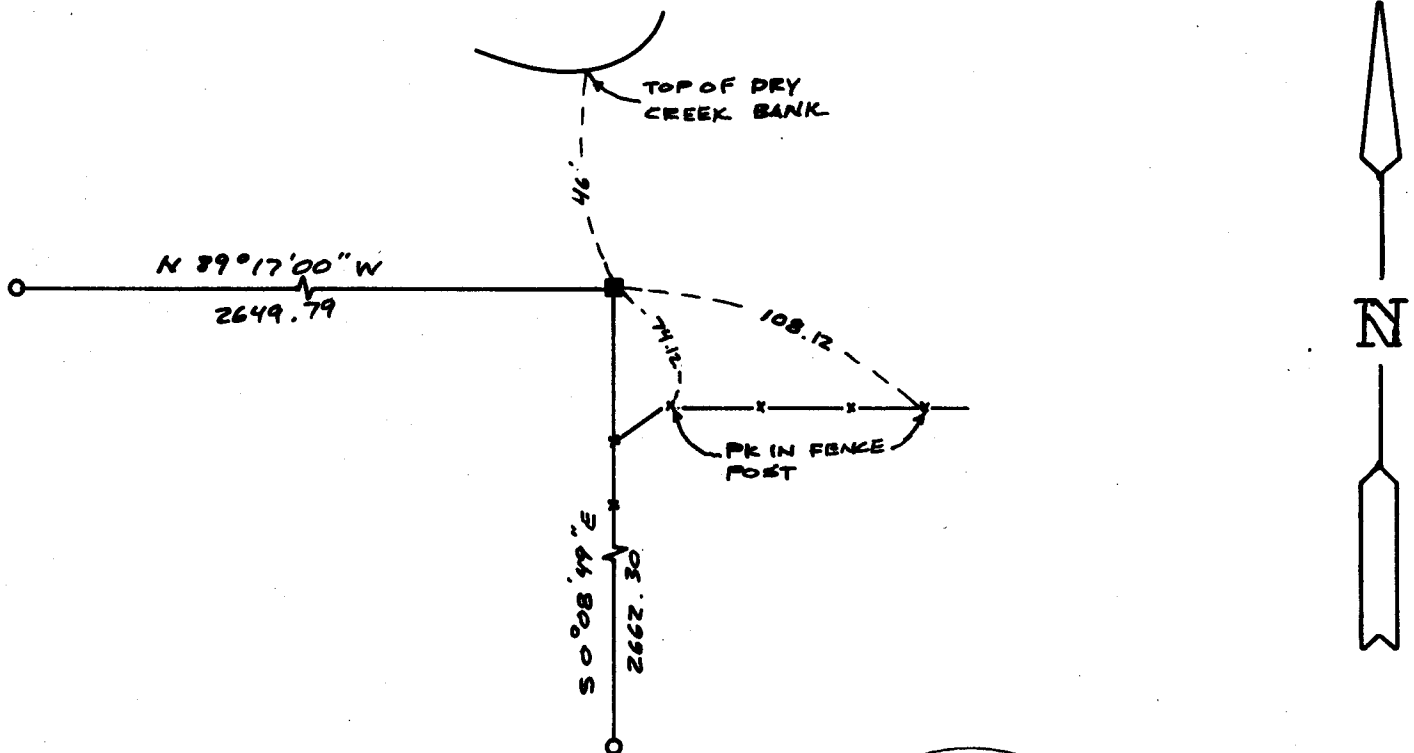 TOP OF DRY
CREEK BANK
46'
N 89°17'00" W
2649.79
74.12
108.12
N
PK IN FENCE
POST
S 0°08'49" E
2662.30